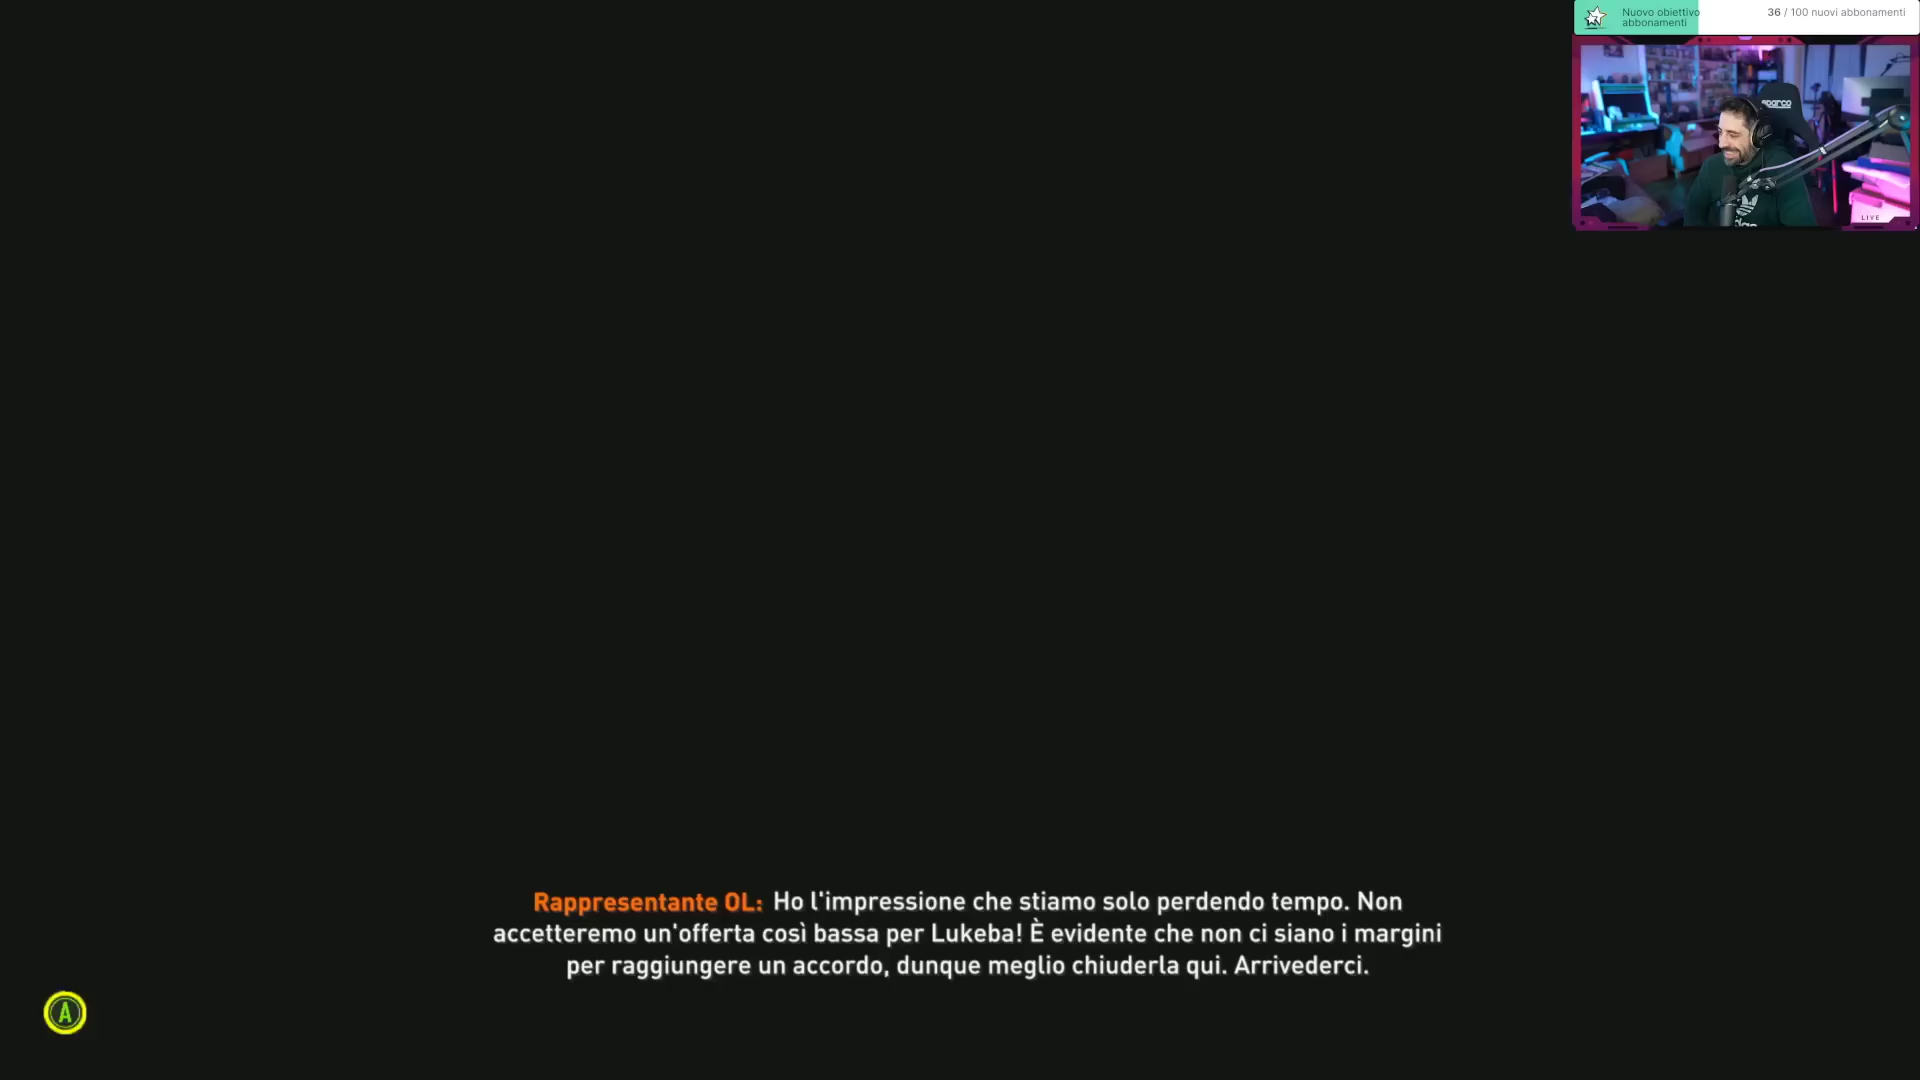 Nuovo obiettivo
abbonamenti
36 / 100 nuovi abbonamenti
sparco
LIVE
Rappresentante OL: Ho l'impressione che stiamo solo perdendo tempo. Non
accetteremo un'offerta così bassa per Lukeba! È evidente che non ci siano i margini
per raggiungere un accordo, dunque meglio chiuderla qui. Arrivederci.
A